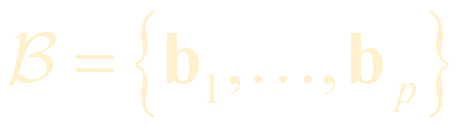 ℬ = {𝐛₁,…,𝐛ₚ}